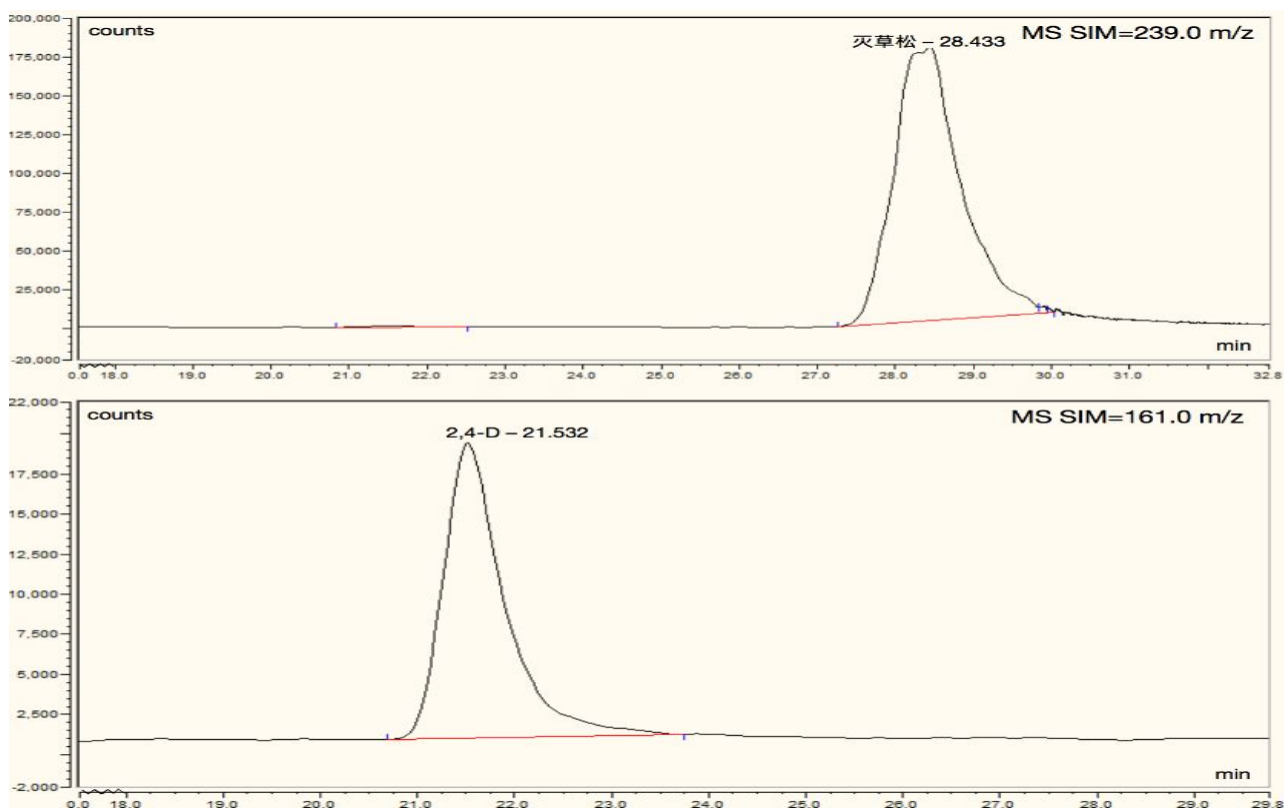 200,000
counts
MS SIM=239.0 m/z
灭草松 – 28.433
175,000
150,000
125,000
100,000
75,000
50,000
25,000
-20,000
min
0.0 18.0 19.0 20.0 21.0 22.0 23.0 24.0 25.0 26.0 27.0 28.0 29.0 30.0 31.0 32.8
22,000
counts
MS SIM=161.0 m/z
2,4-D – 21.532
17,500
15,000
12,500
10,000
7,500
5,000
2,500
-2,000
min
0.0 18.0 19.0 20.0 21.0 22.0 23.0 24.0 25.0 26.0 27.0 28.0 29.8